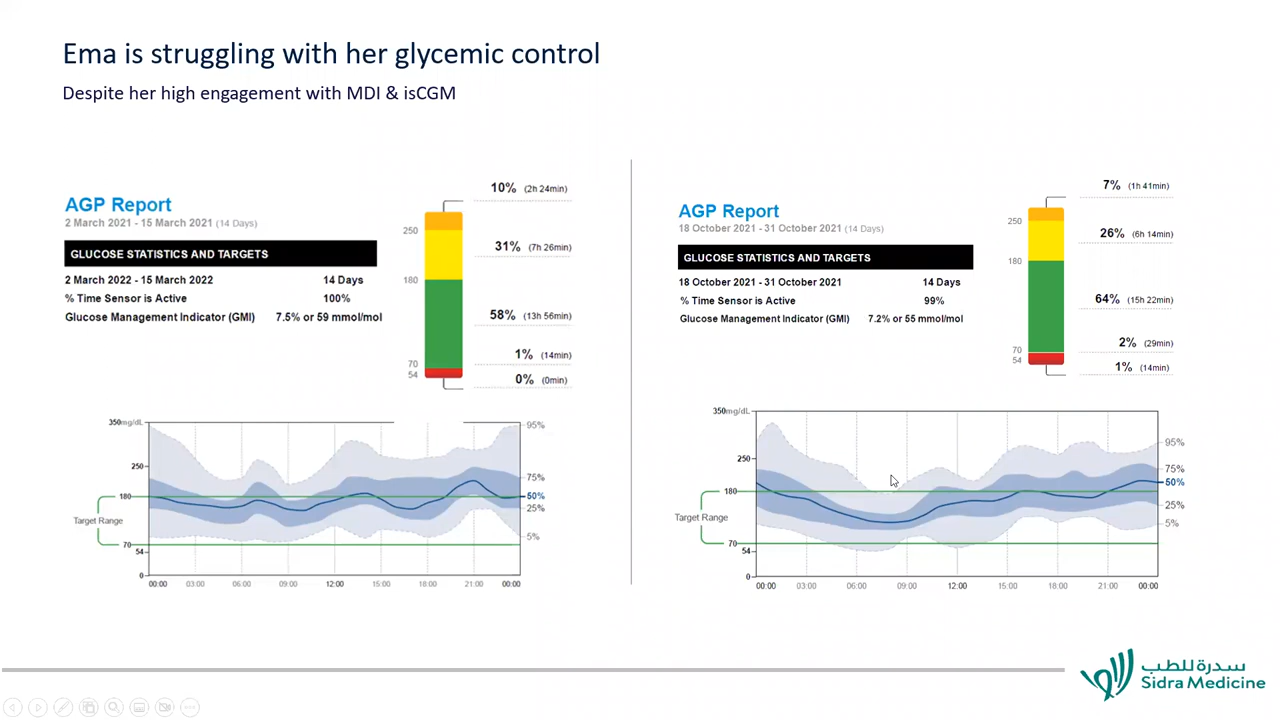 Ema is struggling with her glycemic control
Despite her high engagement with MDI & isCGM
AGP Report
2 March 2021 - 15 March 2021 (14 Days)
GLUCOSE STATISTICS AND TARGETS
2 March 2022 - 15 March 2022 14 Days
% Time Sensor is Active 100%
Glucose Management Indicator (GMI) 7.5% or 59 mmol/mol
250
180
70
54
10% (2h 24min)
31% (7h 26min)
58% (13h 56min)
1% (14min)
0% (0min)
350mg/dL
250
180
Target Range
70
54
0
95%
75%
50%
25%
5%
00:00 03:00 06:00 09:00 12:00 15:00 18:00 21:00 00:00
AGP Report
18 October 2021 - 31 October 2021 (14 Days)
GLUCOSE STATISTICS AND TARGETS
18 October 2021 - 31 October 2021 14 Days
% Time Sensor is Active 99%
Glucose Management Indicator (GMI) 7.2% or 55 mmol/mol
250
180
70
54
7% (1h 41min)
26% (6h 14min)
64% (15h 22min)
2% (29min)
1% (14min)
350mg/dL
250
180
Target Range
70
54
0
95%
75%
50%
25%
5%
00:00 03:00 06:00 09:00 12:00 15:00 18:00 21:00 00:00
سدرة للطب
Sidra Medicine